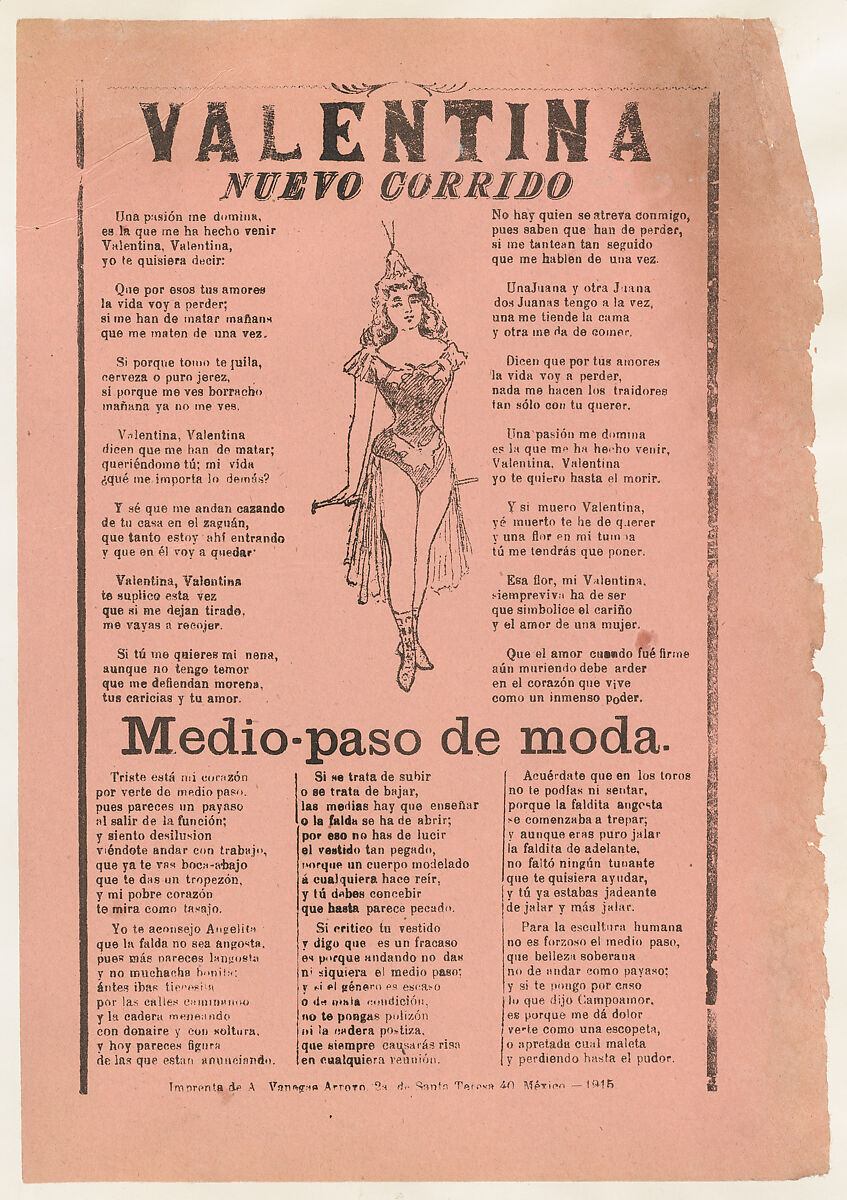 VALENTINA
NUEVO CORRIDO
Una pasión me domina,
es la que me ha hecho venir
Valentina, Valentina,
yo te quisiera decir:
Que por esos tus amores
la vida voy a perder;
si me han de matar mañana
que me maten de una vez.
Si porque tomo tequila,
cerveza o puro jerez,
si porque me ves borracho
mañana ya no me ves.
Valentina, Valentina
dicen que me han de matar;
queriéndome tú; mi vida
¿qué me importa lo demás?
Y sé que me andan cazando
de tu casa en el zaguán,
que tanto estoy ahí entrando
y que en él voy a quedar
Valentina, Valentina
te suplico esta vez
que si me dejan tirado,
me vayas a recojer.
Si tú me quieres mi nena,
aunque no tengo temor
que me defiendan morena,
tus caricias y tu amor.
No hay quien se atreva conmigo,
pues saben que han de perder,
si me tantean tan seguido
que me hablen de una vez.
UnaJuana y otra Juana
dos Juanas tengo a la vez,
una me tiende la cama
y otra me da de comer.
Dicen que por tus amores
la vida voy a perder,
nada me hacen los traidores
tan sólo con tu querer.
Una pasión me domina
es la que me ha hecho venir,
Valentina, Valentina
yo te quiero hasta el morir.
Y si muero Valentina,
yé muerto te he de querer
y una flor en mi tumba
tú me tendrás que poner.
Esa flor, mi Valentina,
siempreviva ha de ser
que simbolice el cariño
y el amor de una mujer.
Que el amor cuando fué firme
aún muriendo debe arder
en el corazón que vive
como un inmenso poder.
Medio-paso de moda.
Triste está mi corazón
por verte de medio paso.
pues pareces un payaso
al salir de la función;
y siento desilusion
viéndote andar con trabajo,
que ya te vas boca-abajo
que te das un tropezón,
y mi pobre corazón
te mira como tasajo.
Yo te aconsejo Angelita
que la falda no sea angosta,
pues más pareces langosta
y no muchacha bonita;
ántes ibas tiesesita
por las calles caminando
y la cadera meneando
con donaire y con soltura,
y hoy pareces figura
de las que estan anunciando.
Si se trata de subir
o se trata de bajar,
las medias hay que enseñar
o la falda se ha de abrir;
por eso no has de lucir
el vestido tan pegado,
porque un cuerpo modelado
á cualquiera hace reír,
y tú debes concebir
que hasta parece pecado.
Si critico tu vestido
y digo que es un fracaso
es porque andando no das
ni siquiera el medio paso;
y si el género es escaso
o de mala condición,
no te pongas polizón
ni la cadera postiza,
que siempre causarás risa
en cualquiera reunión.
Acuérdate que en los toros
no te podías ni sentar,
porque la faldita angosta
se comenzaba a trepar;
y aunque eras puro jalar
la faldita de adelante,
no faltó ningún tunante
que te quisiera ayudar,
y tú ya estabas jadeante
de jalar y más jalar.
Para la escultura humana
no es forzoso el medio paso,
que belleza soberana
no de andar como payaso;
y si te pongo por caso
lo que dijo Campoamor,
es porque me dá dolor
verte como una escopeta,
o apretada cual maleta
y perdiendo hasta el pudor.
Imprenta de A. Vanegas Arroyo, 2a. de Santa Teresa 40, México.—1915